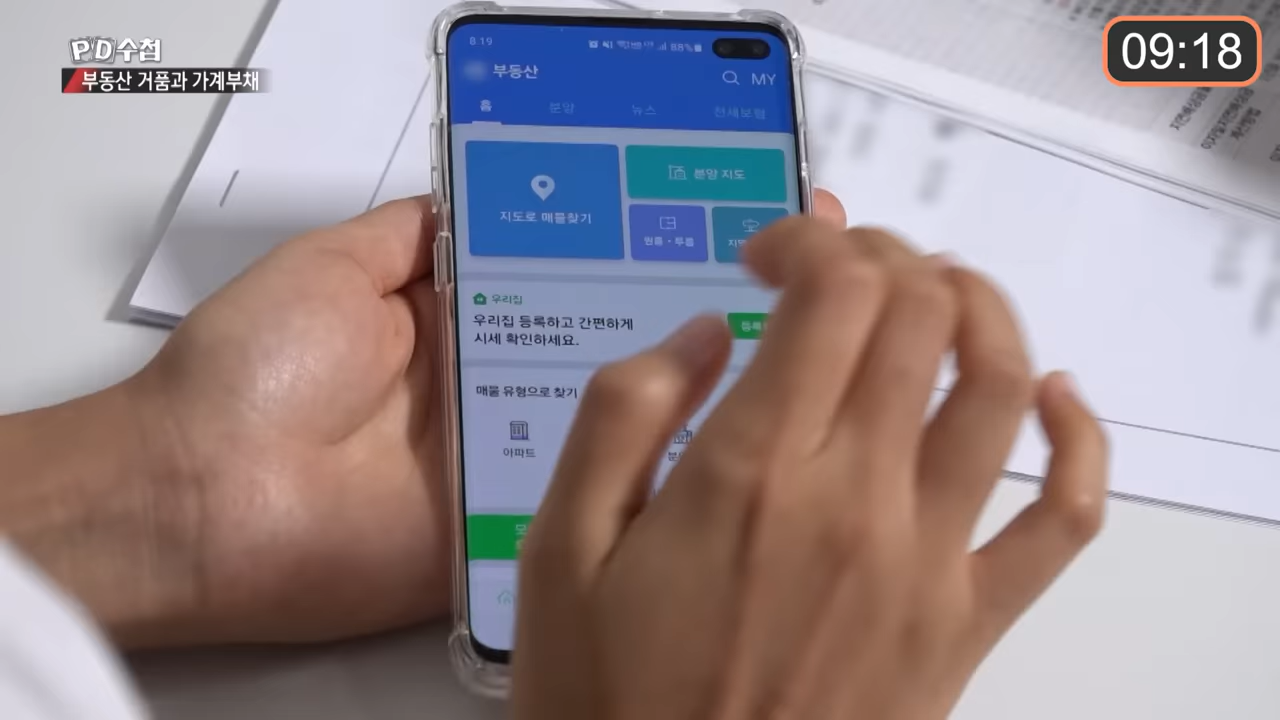 PD수첩
부동산 거품과 가계부채
09:18
8:19
88%
부동산
MY
홈
분양
뉴스
전세보험
지도로 매물찾기
분양 지도
원룸·투룸
우리집
우리집 등록하고 간편하게
시세 확인하세요.
매물 유형으로 찾기
아파트